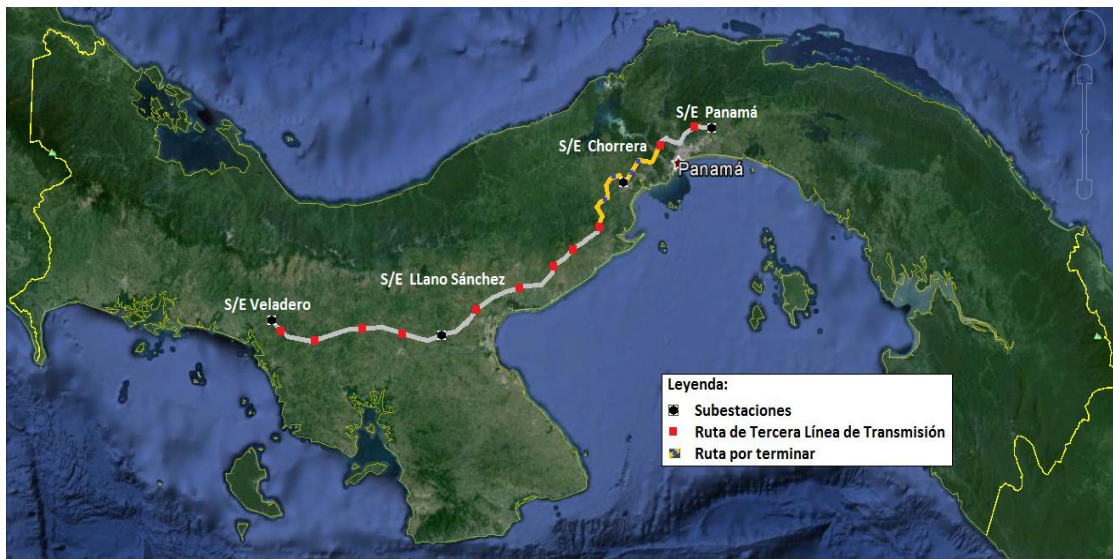 S/E Panamá
S/E Chorrera
Panamá
S/E LLano Sánchez
S/E Veladero
Leyenda:
Subestaciones
Ruta de Tercera Línea de Transmisión
Ruta por terminar